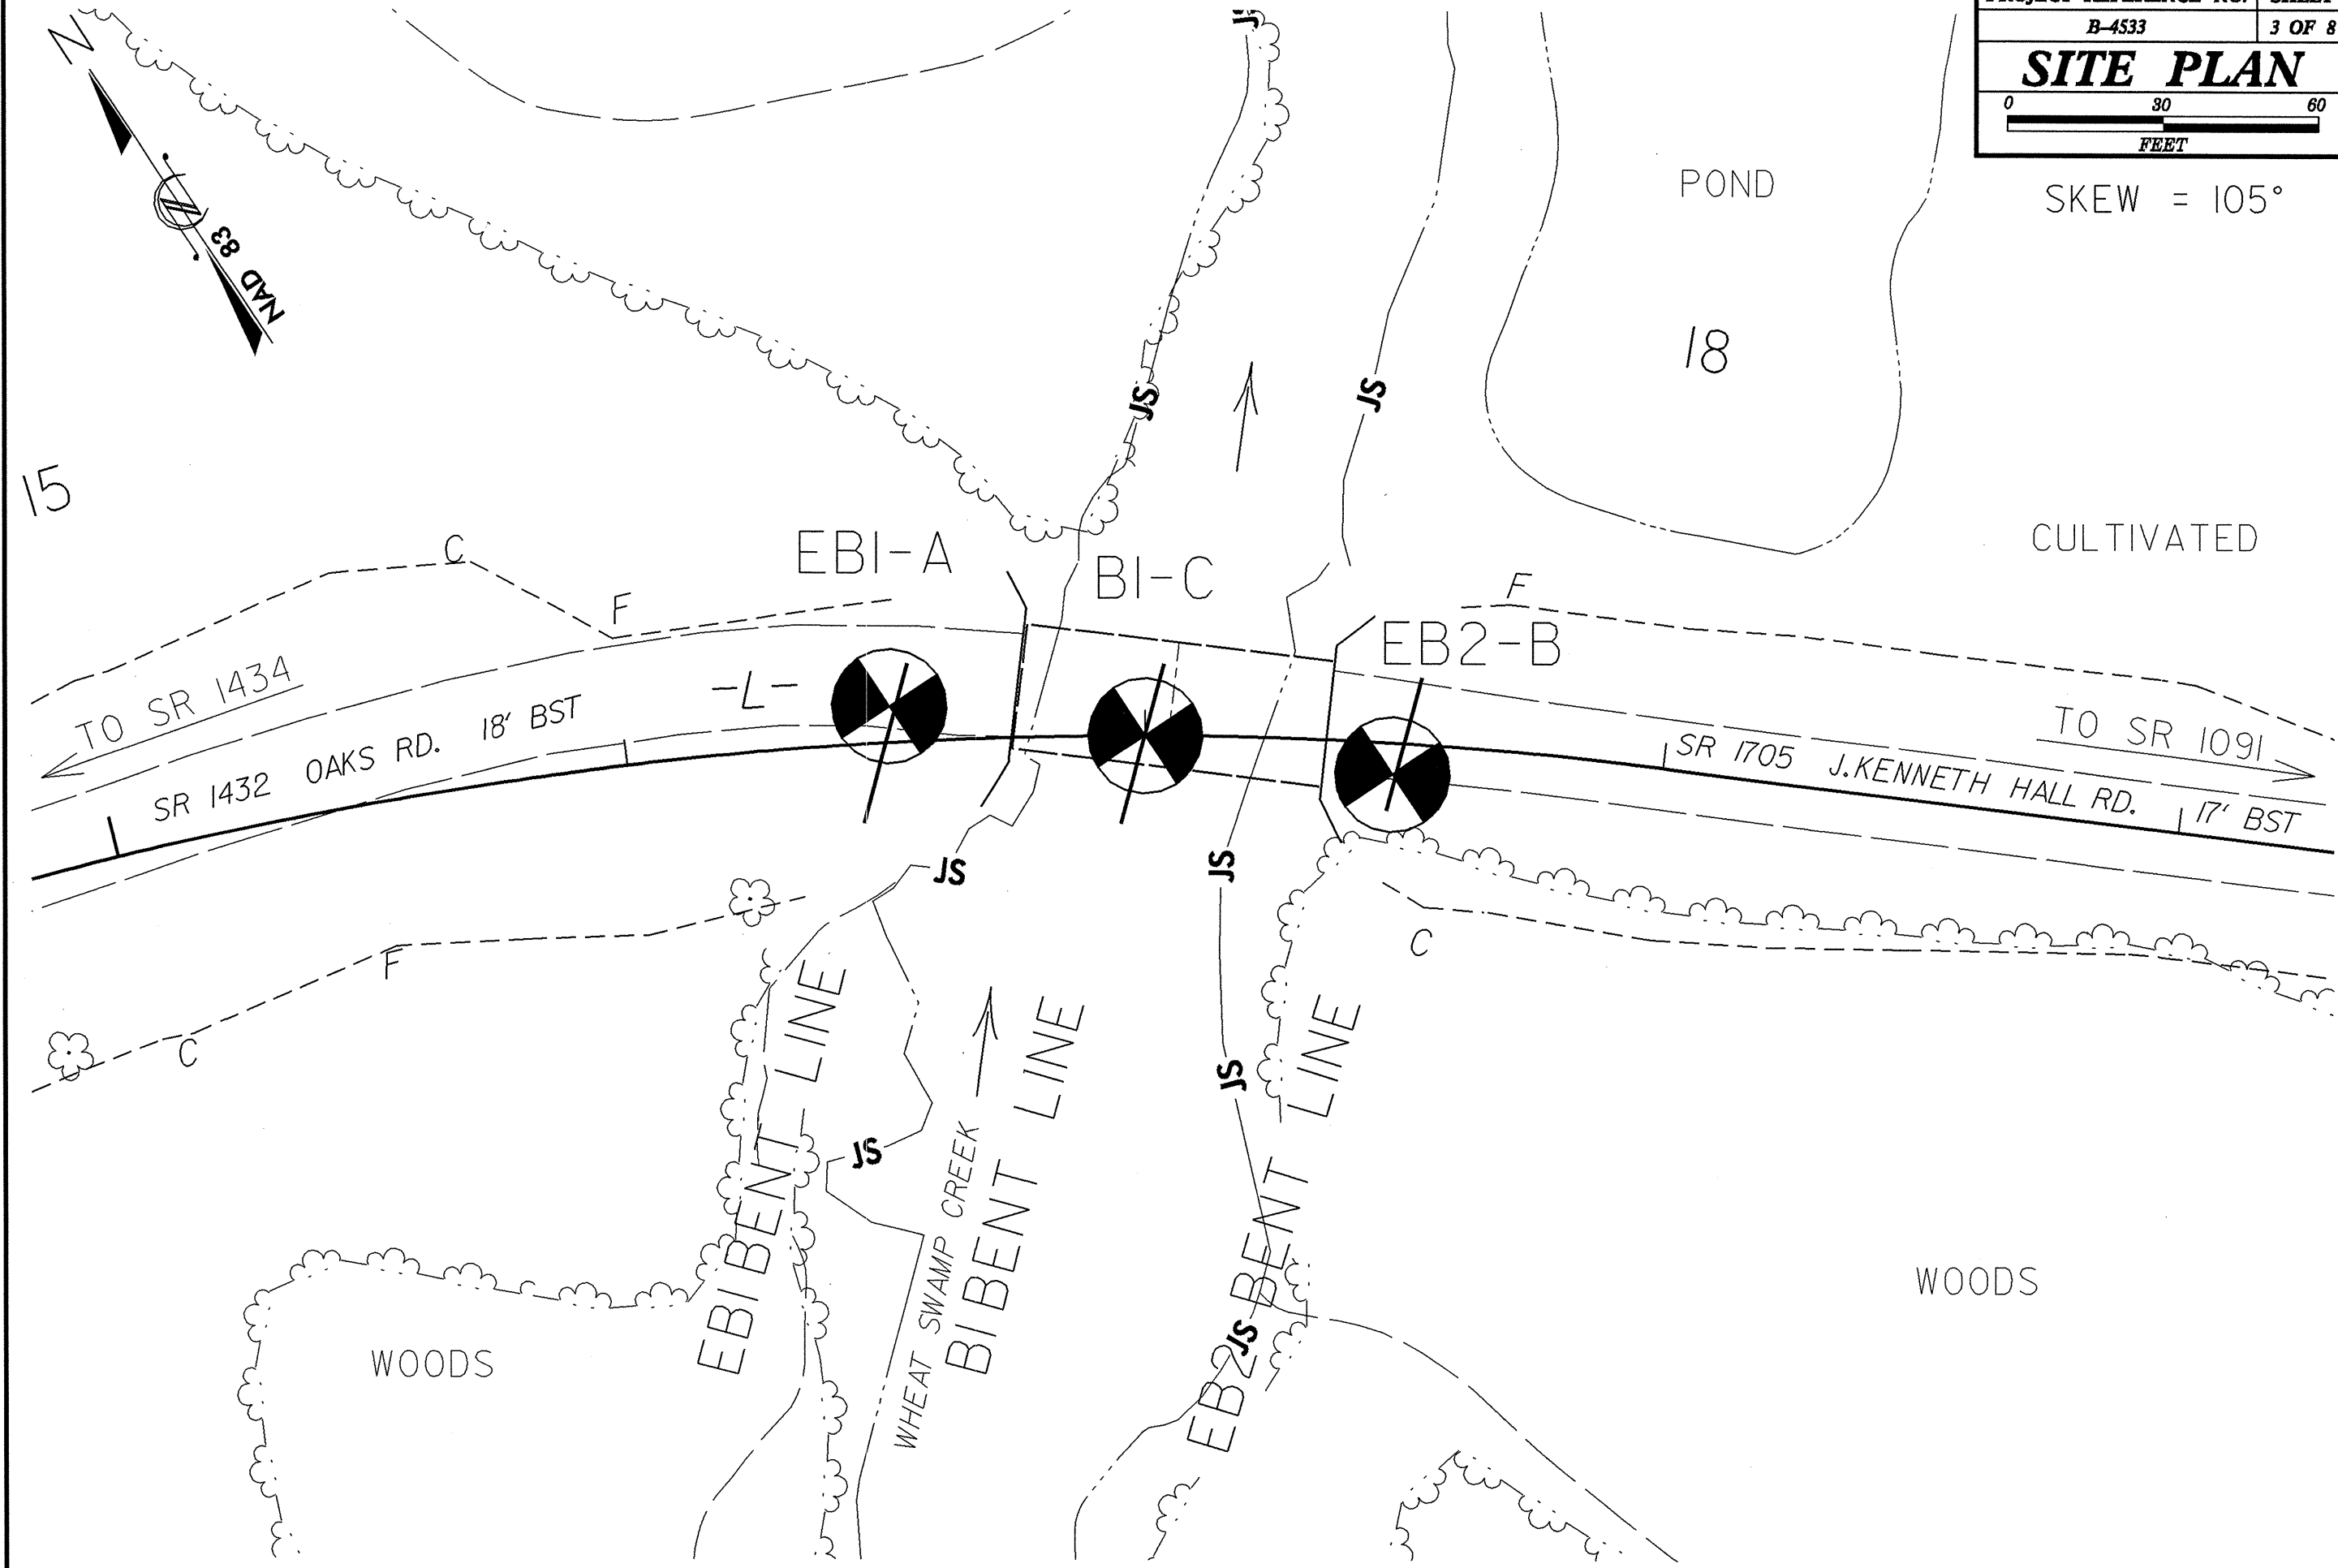 B-4533
3 OF 8
SITE PLAN
0 30 60
FEET
SKEW = 105°
N
NAD 83
JS
POND
18
JS
JS
15
CULTIVATED
C
EB1-A
B1-C
F
F
EB2-B
TO SR 1434
-L-
SR 1432 OAKS RD. 18' BST
TO SR 1091
SR 1705 J.KENNETH HALL RD. 17' BST
JS
JS
F
C
C
JS
JS
JS
EB1 BENT LINE
WHEAT SWAMP CREEK
B1 BENT LINE
EB2 BENT LINE
WOODS
WOODS